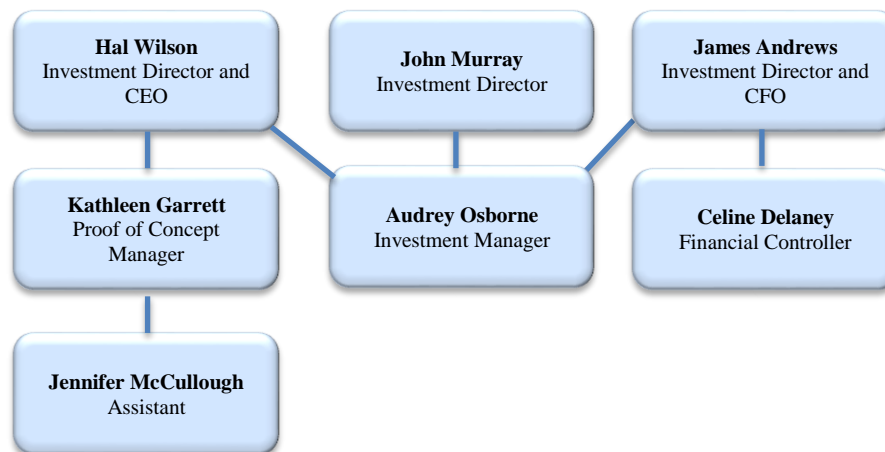 Hal Wilson
Investment Director and
CEO
John Murray
Investment Director
James Andrews
Investment Director and
CFO
Kathleen Garrett
Proof of Concept
Manager
Audrey Osborne
Investment Manager
Celine Delaney
Financial Controller
Jennifer McCullough
Assistant